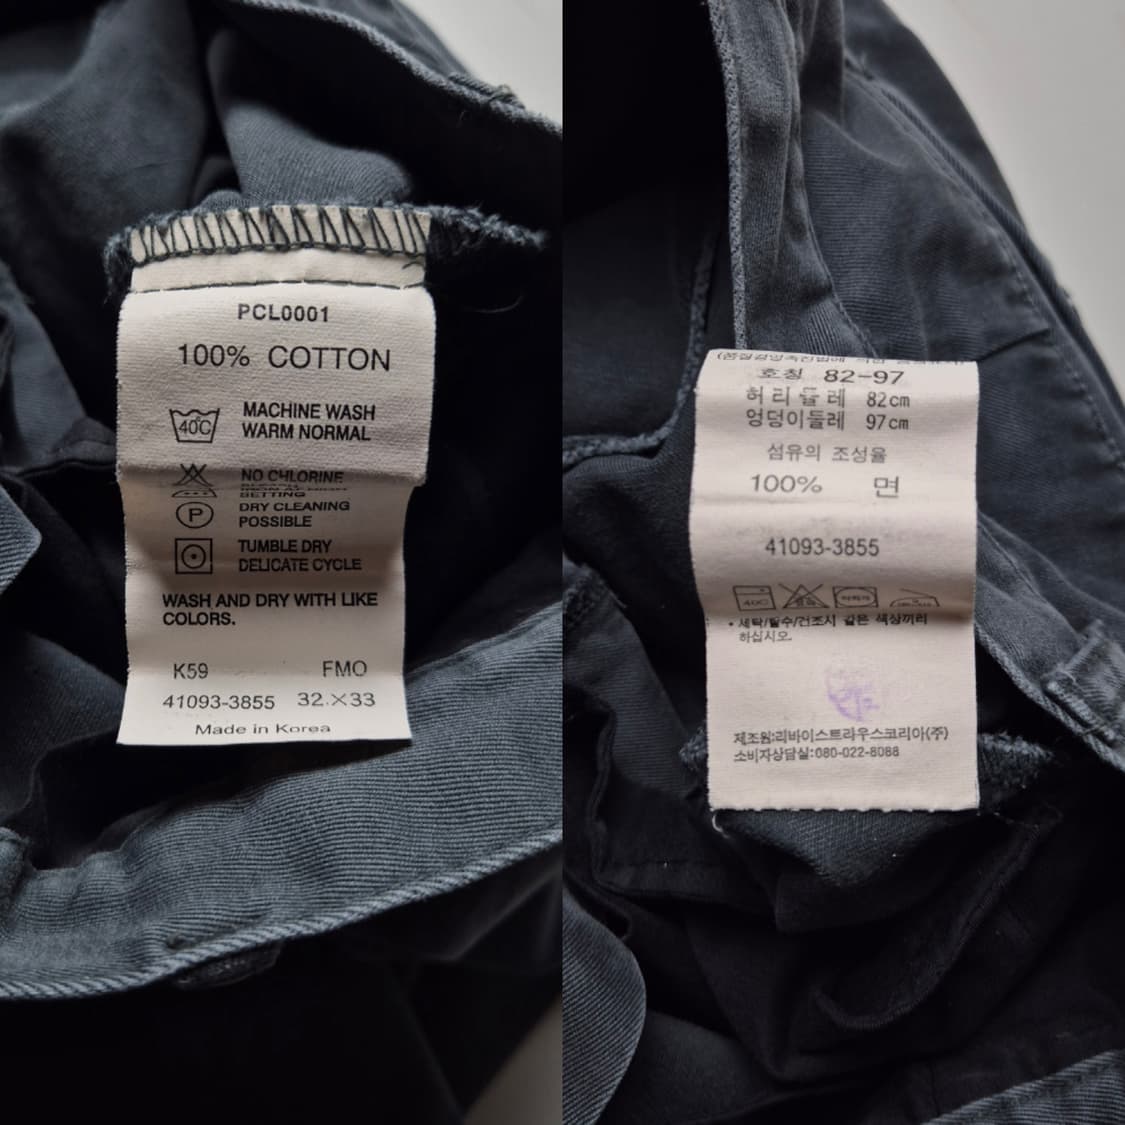 PCL0001
100% COTTON
40C
MACHINE WASH
WARM NORMAL
NO CHLORINE
SETTING
P
DRY CLEANING
POSSIBLE
TUMBLE DRY
DELICATE CYCLE
WASH AND DRY WITH LIKE
COLORS.
K59 FMO
41093-3855 32×33
Made in Korea
호칭 82-97
허리둘레 82cm
엉덩이둘레 97cm
섬유의 조성율
100% 면
41093-3855
40C
• 세탁/탈수/건조시 같은 색상끼리
하십시오.
제조원:리바이스트라우스코리아(주)
소비자상담실:080-022-8088